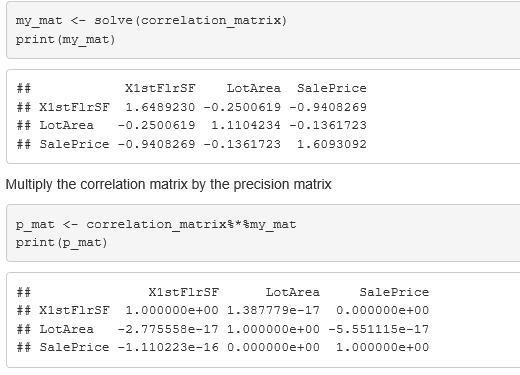 my_mat <- solve(correlation_matrix)
print(my_mat)
## X1stFlrSF LotArea SalePrice
## X1stFlrSF 1.6489230 -0.2500619 -0.9408269
## LotArea -0.2500619 1.1104234 -0.1361723
## SalePrice -0.9408269 -0.1361723 1.6093092
Multiply the correlation matrix by the precision matrix
p_mat <- correlation_matrix%*%my_mat
print(p_mat)
## X1stFlrSF LotArea SalePrice
## X1stFlrSF 1.000000e+00 1.387779e-17 0.000000e+00
## LotArea -2.775558e-17 1.000000e+00 -5.551115e-17
## SalePrice -1.110223e-16 0.000000e+00 1.000000e+00